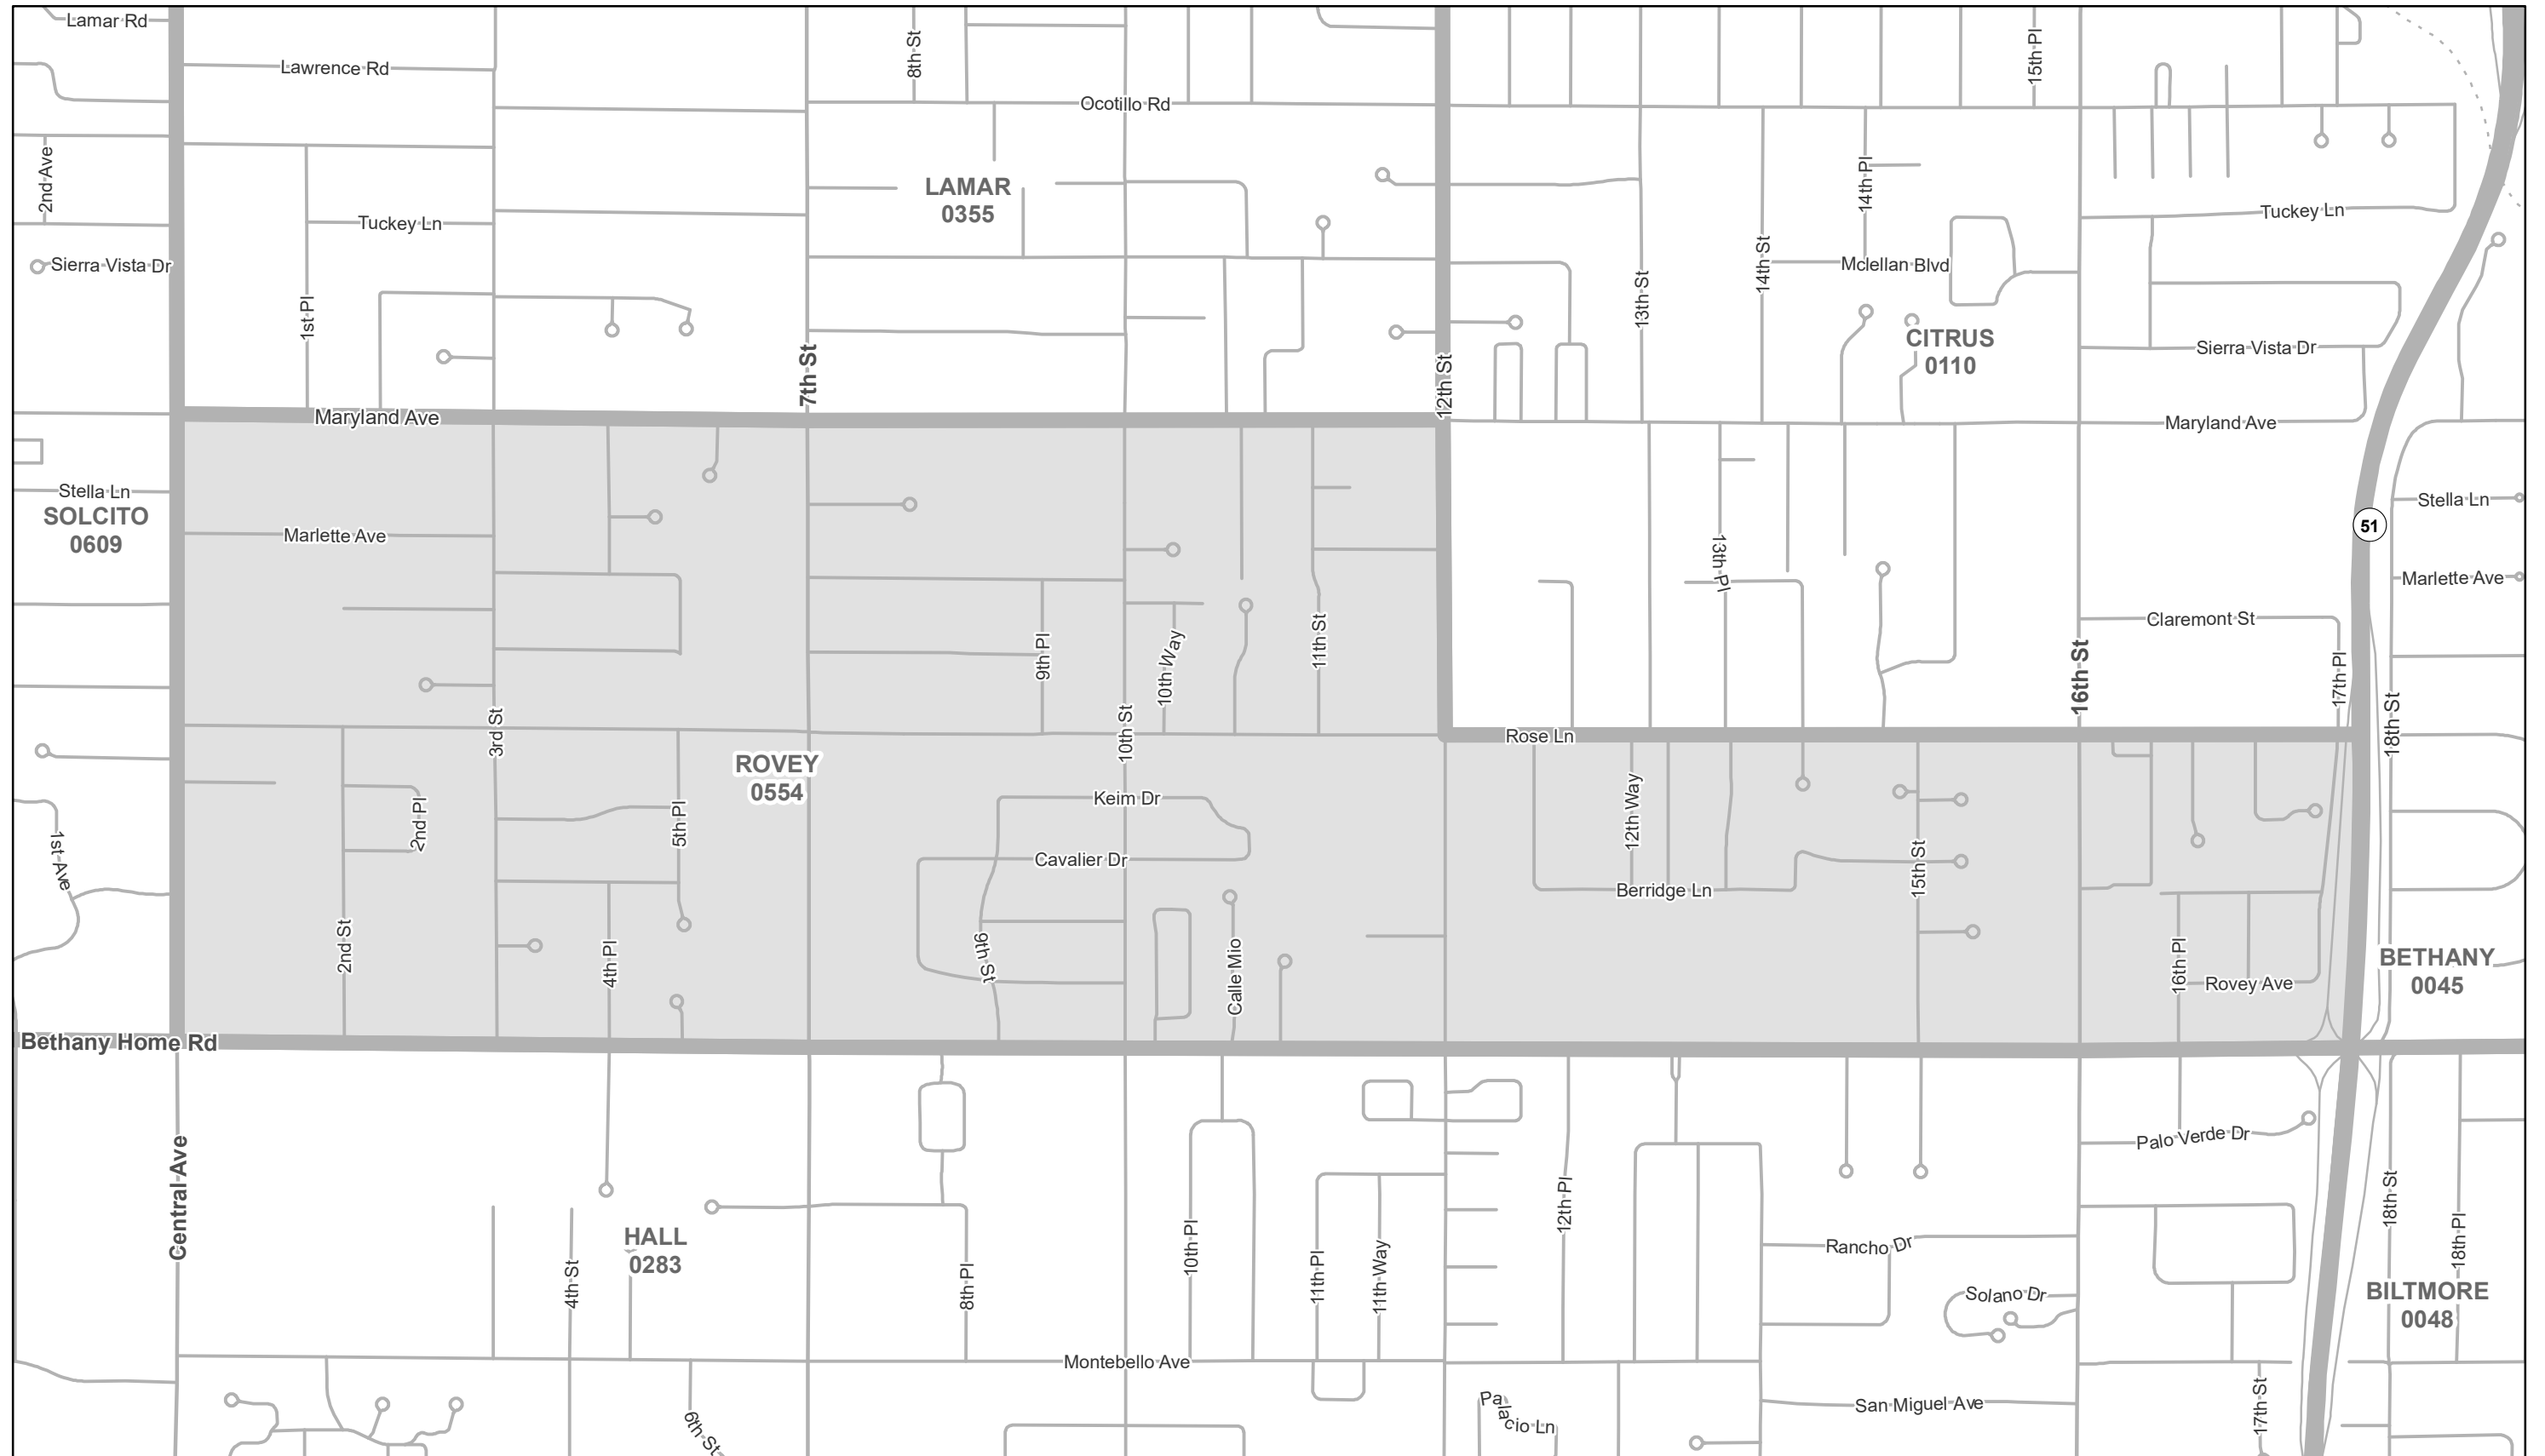 Lamar Rd
8th St
15th Pl
Lawrence Rd
Ocotillo Rd
2nd Ave
LAMAR
0355
14th Pl
Tuckey Ln
Tuckey Ln
14th St
Sierra Vista Dr
Mclellan Blvd
1st Pl
13th St
CITRUS
0110
Sierra Vista Dr
7th St
12th St
Maryland Ave
Maryland Ave
Stella Ln
Stella Ln
SOLCITO
0609
51
Marlette Ave
13th Pl
Marlette Ave
Claremont St
9th Pl
10th Way
11th St
16th St
17th Pl
3rd St
10th St
18th St
Rose Ln
ROVEY
0554
Keim Dr
2nd Pl
5th Pl
12th Way
1st Ave
Cavalier Dr
15th St
Berridge Ln
2nd St
4th Pl
9th St
Calle Mio
16th Pl
BETHANY
0045
Rovey Ave
Bethany Home Rd
Palo Verde Dr
Central Ave
12th Pl
18th St
HALL
0283
10th Pl
Rancho Dr
18th Pl
4th St
8th Pl
11th Pl
11th Way
Solano Dr
BILTMORE
0048
Montebello Ave
Palacio Ln
San Miguel Ave
17th St
6th St